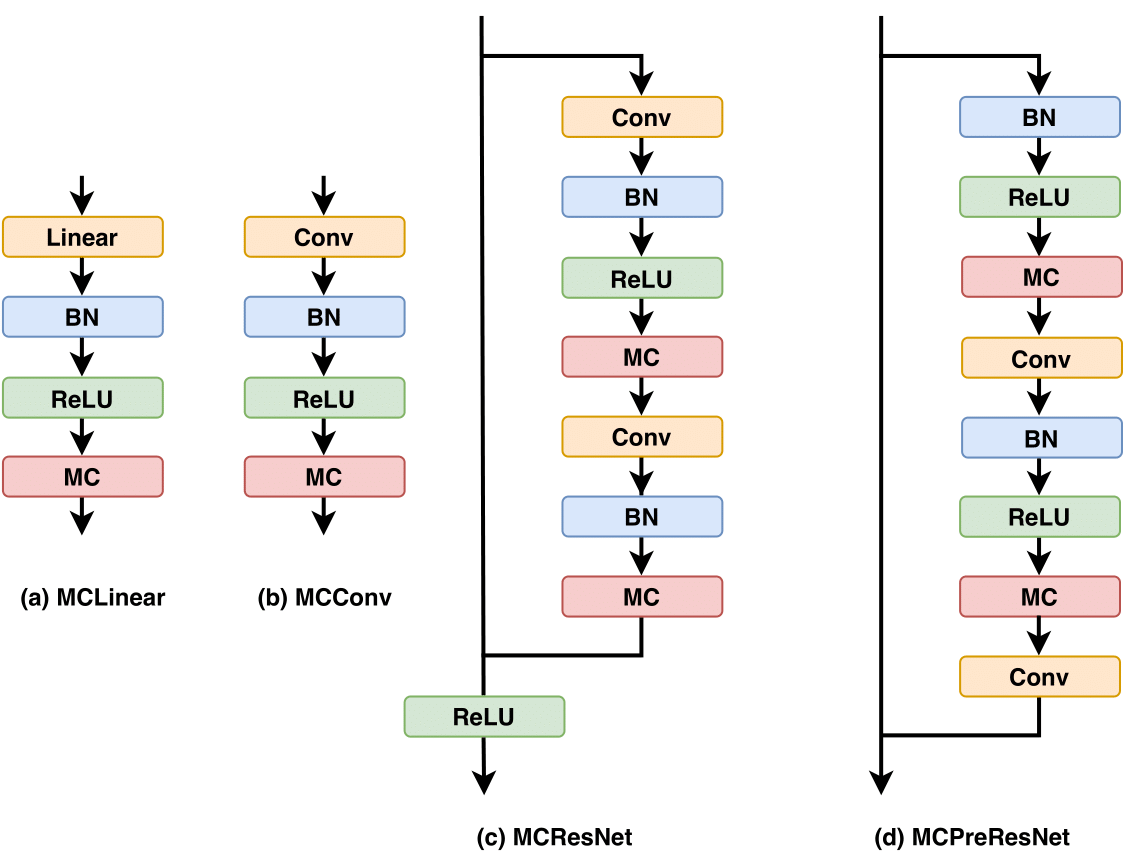 Linear
BN
ReLU
MC
(a) MCLinear
Conv
BN
ReLU
MC
(b) MCConv
Conv
BN
ReLU
MC
Conv
BN
MC
ReLU
(c) MCResNet
BN
ReLU
MC
Conv
BN
ReLU
MC
Conv
(d) MCPreResNet